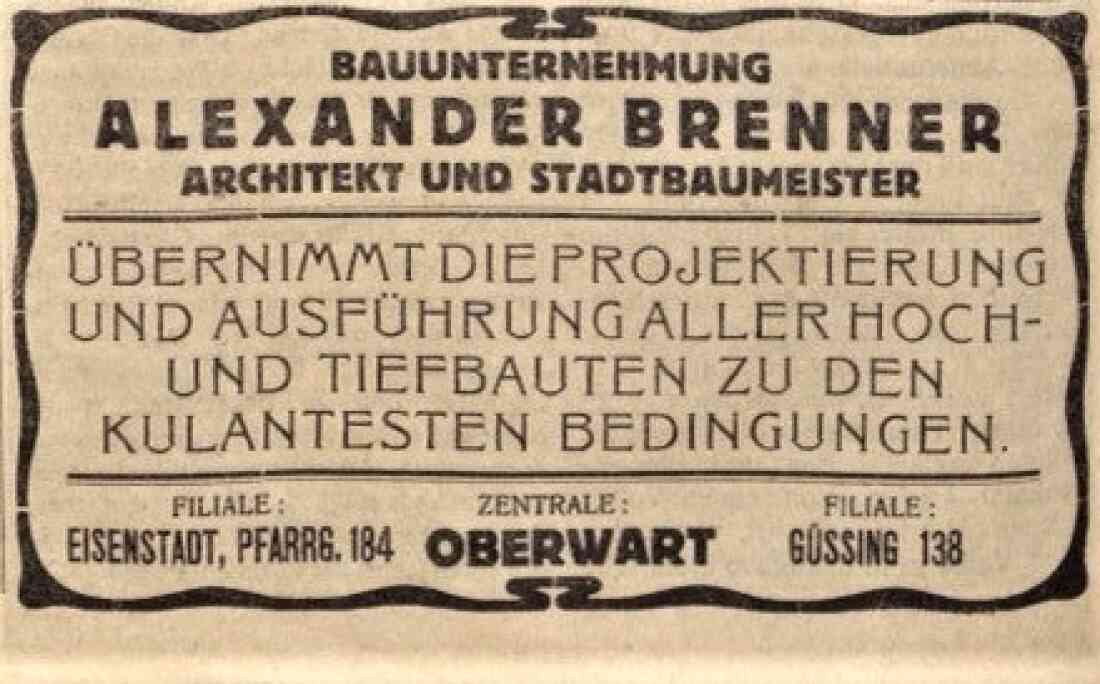 BAUUNTERNEHMUNG
ALEXANDER BRENNER
ARCHITEKT UND STADTBAUMEISTER
ÜBERNIMMT DIE PROJEKTIERUNG
UND AUSFÜHRUNG ALLER HOCH-
UND TIEFBAUTEN ZU DEN
KULANTESTEN BEDINGUNGEN.
FILIALE: ZENTRALE: FILIALE:
EISENSTADT, PFARRG. 184 OBERWART GÜSSING 138